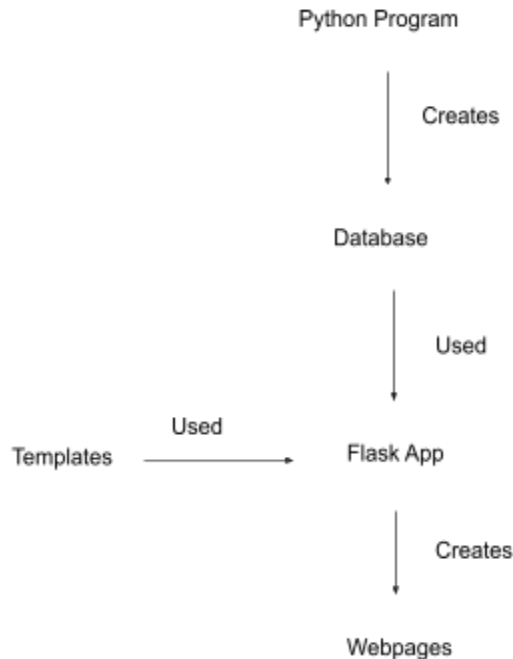 Python Program
Creates
Database
Used
Used
Templates
Flask App
Creates
Webpages